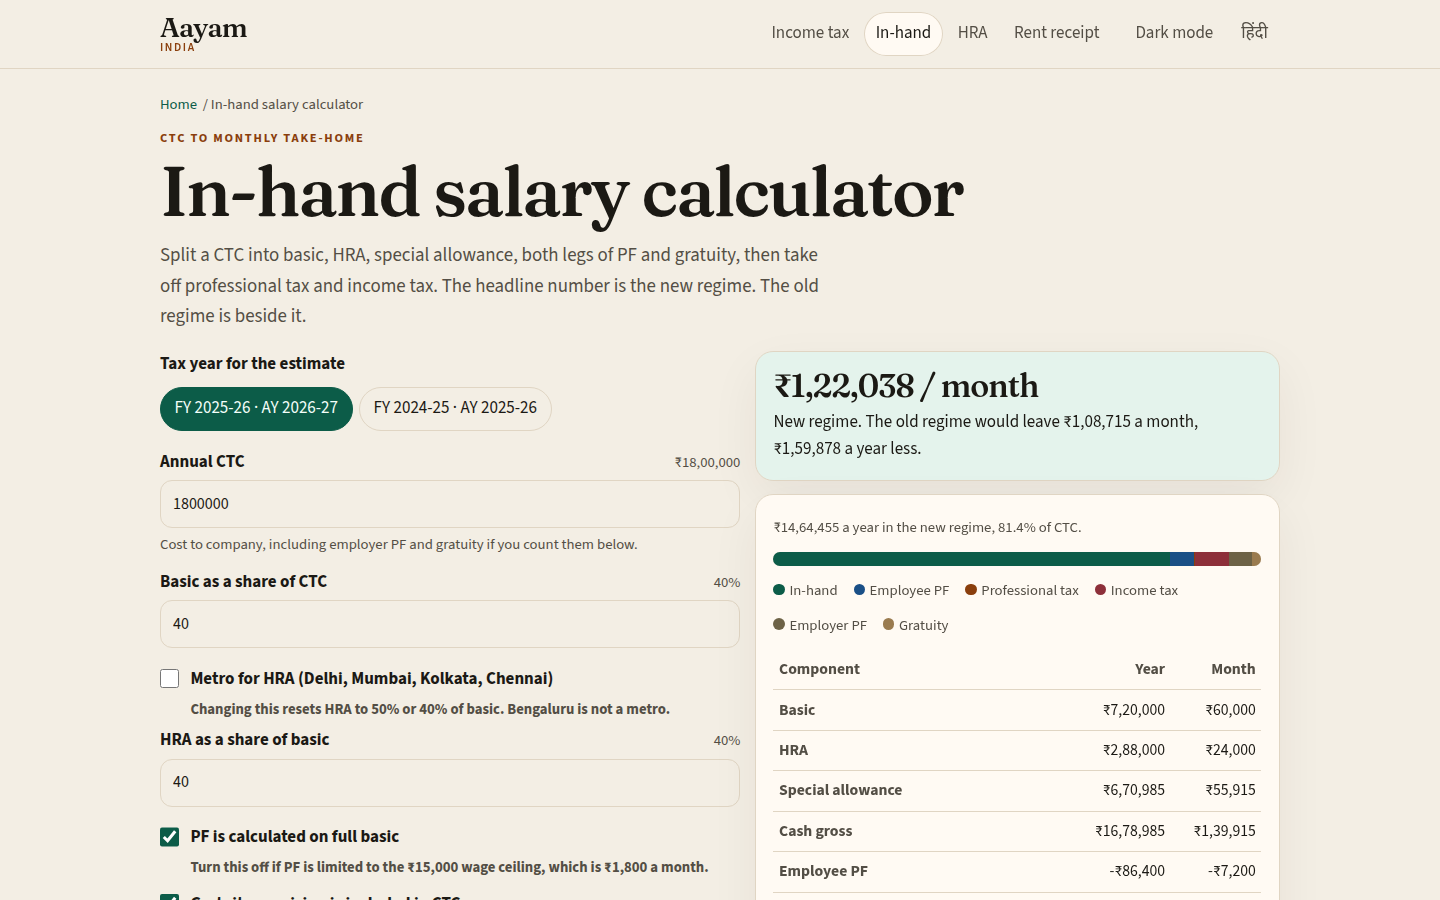 Aayam
INDIA
Income tax
In-hand
HRA
Rent receipt
Dark mode
हिंदी
Home / In-hand salary calculator
CTC TO MONTHLY TAKE-HOME
In-hand salary calculator
Split a CTC into basic, HRA, special allowance, both legs of PF and gratuity, then take
off professional tax and income tax. The headline number is the new regime. The old
regime is beside it.
Tax year for the estimate
FY 2025-26 · AY 2026-27
FY 2024-25 · AY 2025-26
Annual CTC ₹18,00,000
1800000
Cost to company, including employer PF and gratuity if you count them below.
Basic as a share of CTC 40%
40
Metro for HRA (Delhi, Mumbai, Kolkata, Chennai)
Changing this resets HRA to 50% or 40% of basic. Bengaluru is not a metro.
HRA as a share of basic 40%
40
PF is calculated on full basic
Turn this off if PF is limited to the ₹15,000 wage ceiling, which is ₹1,800 a month.
₹1,22,038 / month
New regime. The old regime would leave ₹1,08,715 a month,
₹1,59,878 a year less.
₹14,64,455 a year in the new regime, 81.4% of CTC.
In-hand Employee PF Professional tax Income tax
Employer PF Gratuity
Component Year Month
Basic ₹7,20,000 ₹60,000
HRA ₹2,88,000 ₹24,000
Special allowance ₹6,70,985 ₹55,915
Cash gross ₹16,78,985 ₹1,39,915
Employee PF -₹86,400 -₹7,200